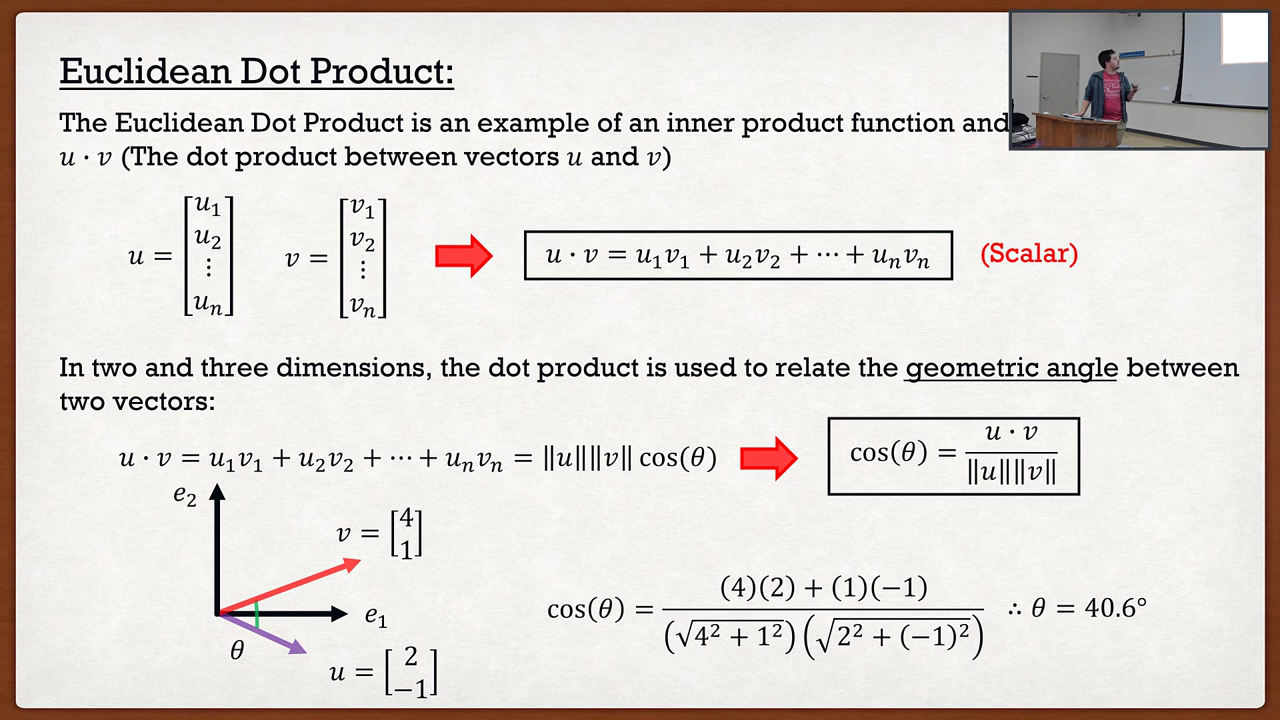 Euclidean Dot Product:
The Euclidean Dot Product is an example of an inner product function and
u · v (The dot product between vectors u and v)
u = [u₁ u₂ ⋮ uₙ] v = [v₁ v₂ ⋮ vₙ] u · v = u₁v₁ + u₂v₂ + ⋯ + uₙvₙ (Scalar)
In two and three dimensions, the dot product is used to relate the geometric angle between
two vectors:
u · v = u₁v₁ + u₂v₂ + ⋯ + uₙvₙ = ‖u‖‖v‖ cos(θ) cos(θ) = (u · v)/(‖u‖‖v‖)
e₂
v = [4 1]
e₁
θ
u = [2 −1]
cos(θ) = ((4)(2) + (1)(−1))/((√(4² + 1²))(√(2² + (−1)²))) ∴ θ = 40.6°